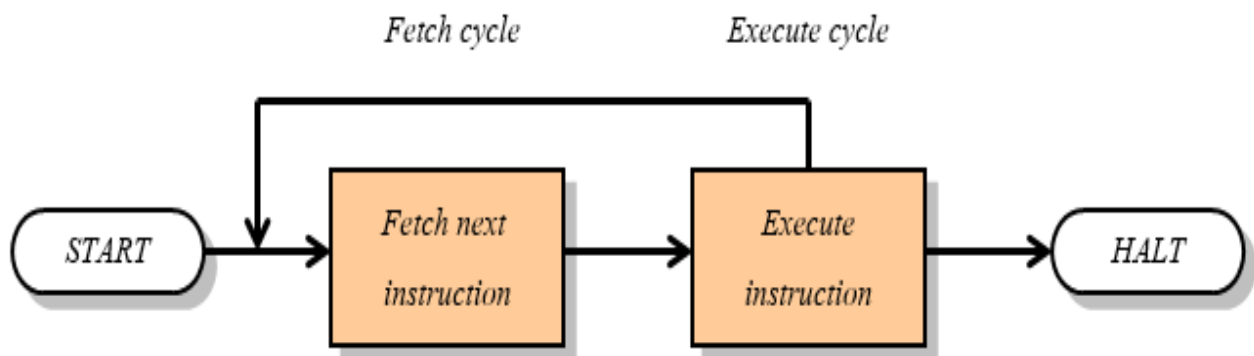 Fetch cycle
Execute cycle
START
Fetch next
instruction
Execute
instruction
HALT